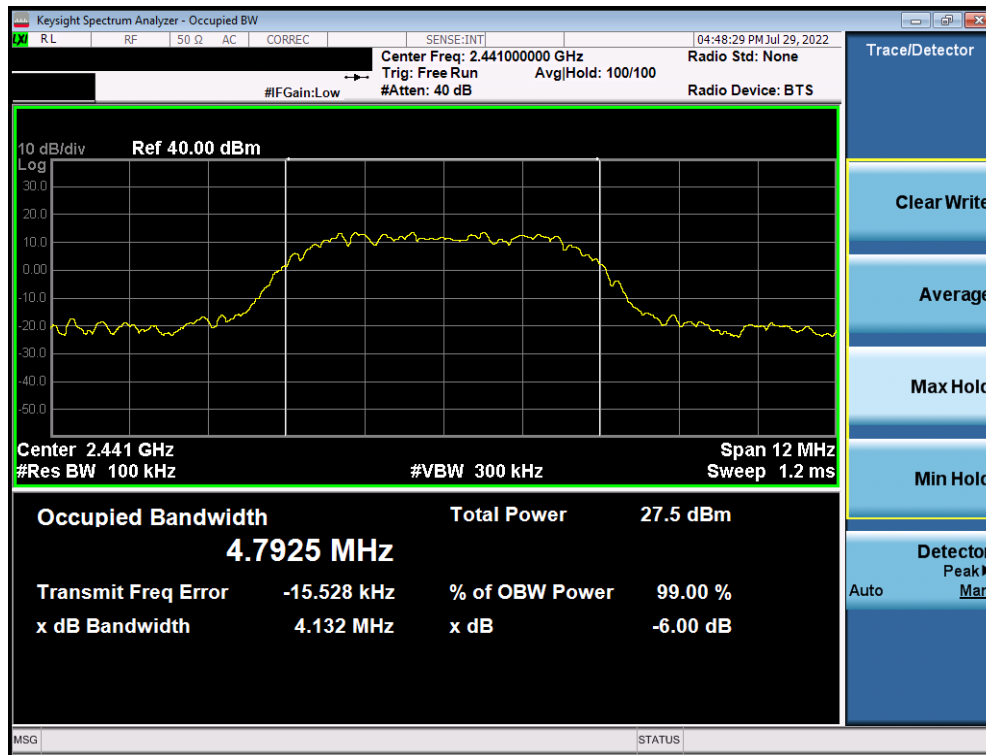 Keysight Spectrum Analyzer - Occupied BW
LXI RL RF 50 Ω AC CORREC SENSE:INT 04:48:29 PM Jul 29, 2022
Center Freq: 2.441000000 GHz Radio Std: None
Trig: Free Run Avg|Hold: 100/100
#IFGain:Low #Atten: 40 dB Radio Device: BTS
Trace/Detector
10 dB/div Ref 40.00 dBm
Log
30.0
20.0
10.0
0.00
-10.0
-20.0
-30.0
-40.0
-50.0
Center 2.441 GHz Span 12 MHz
#Res BW 100 kHz #VBW 300 kHz Sweep 1.2 ms
Occupied Bandwidth Total Power 27.5 dBm
4.7925 MHz
Transmit Freq Error -15.528 kHz % of OBW Power 99.00 %
x dB Bandwidth 4.132 MHz x dB -6.00 dB
Clear Write
Average
Max Hold
Min Hold
Detector
Peak
Auto Man
MSG STATUS